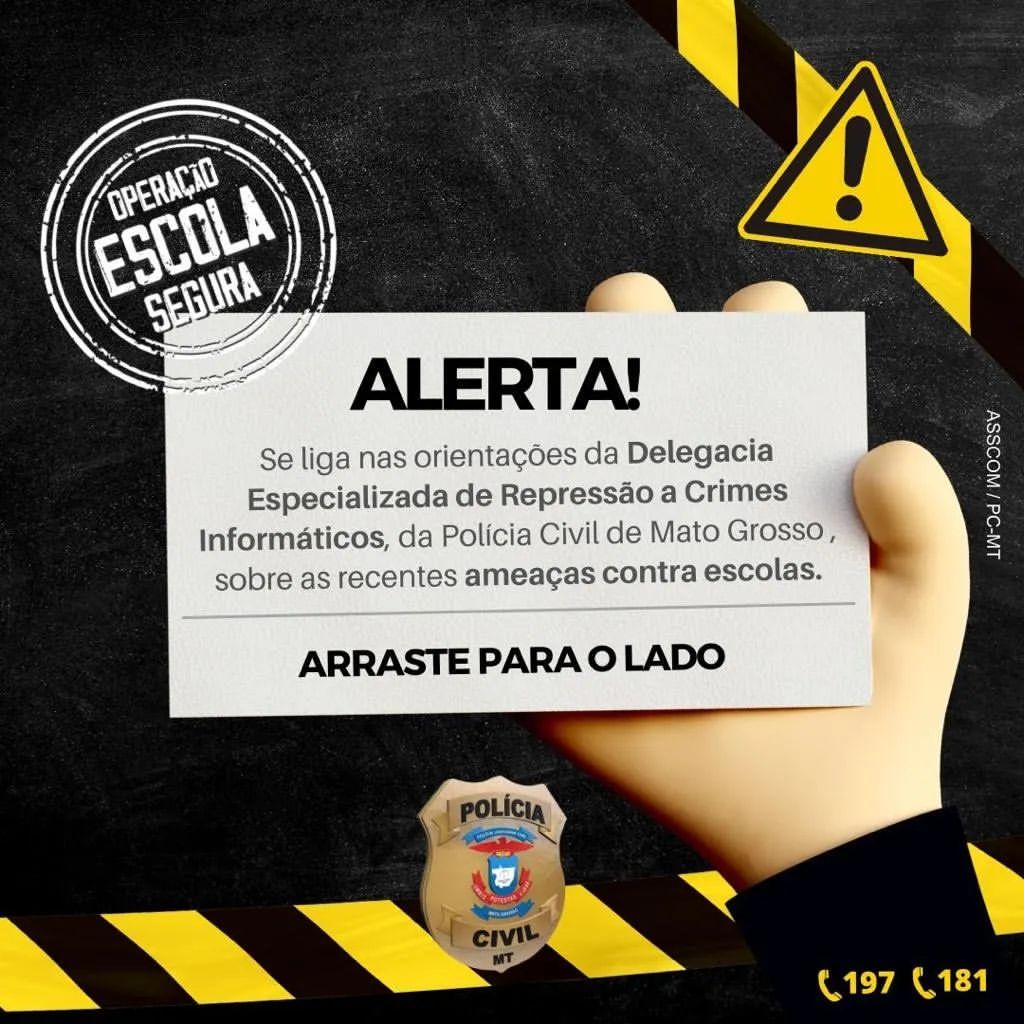 OPERAÇÃO
ESCOLA
SEGURA
ALERTA!
Se liga nas orientações da Delegacia
Especializada de Repressão a Crimes
Informáticos, da Polícia Civil de Mato Grosso ,
sobre as recentes ameaças contra escolas.
ARRASTE PARA O LADO
ASSCOM / PC-MT
POLÍCIA
CIVIL
MT
197 181